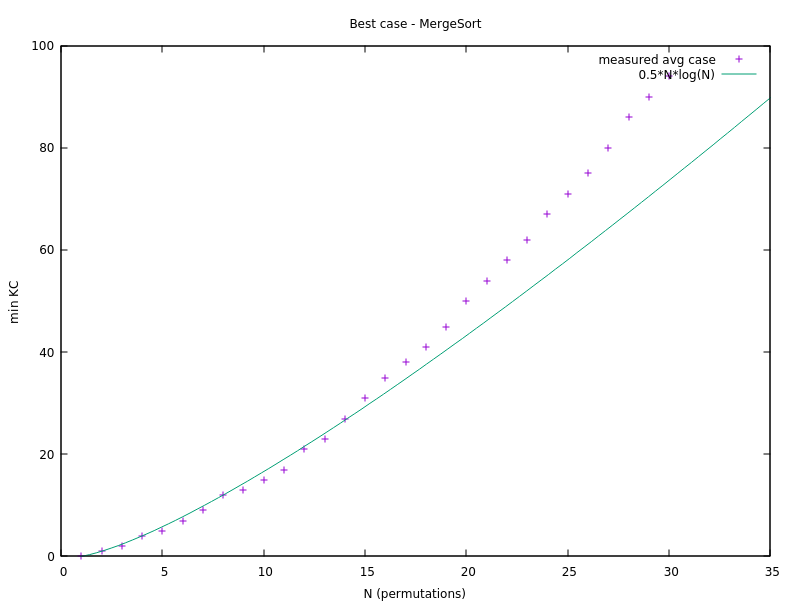 Best case - MergeSort
100
80
60
40
20
0
min KC
measured avg case
0.5*N*log(N)
0 5 10 15 20 25 30 35
N (permutations)